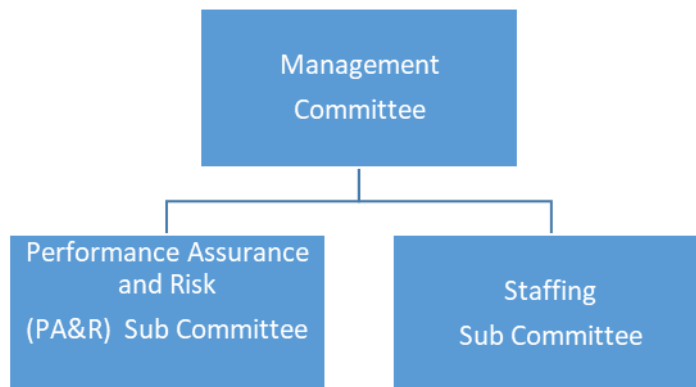 Management
Committee
Performance Assurance
and Risk
(PA&R) Sub Committee
Staffing
Sub Committee